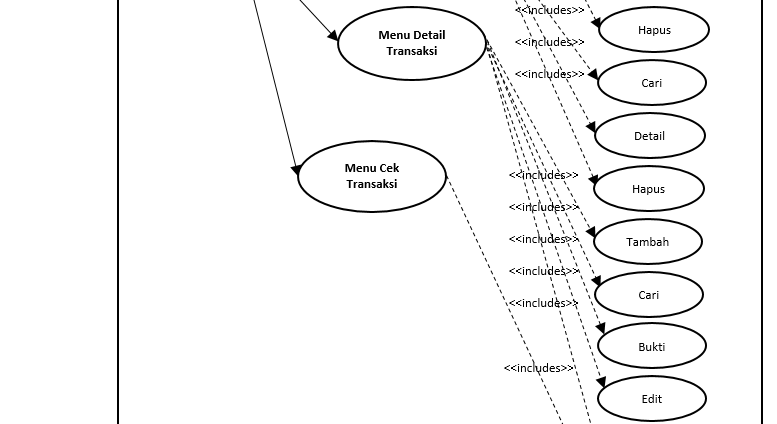 <<includes>>
Hapus
Menu Detail
Transaksi
<<includes>>
<<includes>>
Cari
Detail
Menu Cek
Transaksi
<<includes>>
Hapus
<<includes>>
<<includes>>
Tambah
<<includes>>
Cari
<<includes>>
Bukti
<<includes>>
Edit